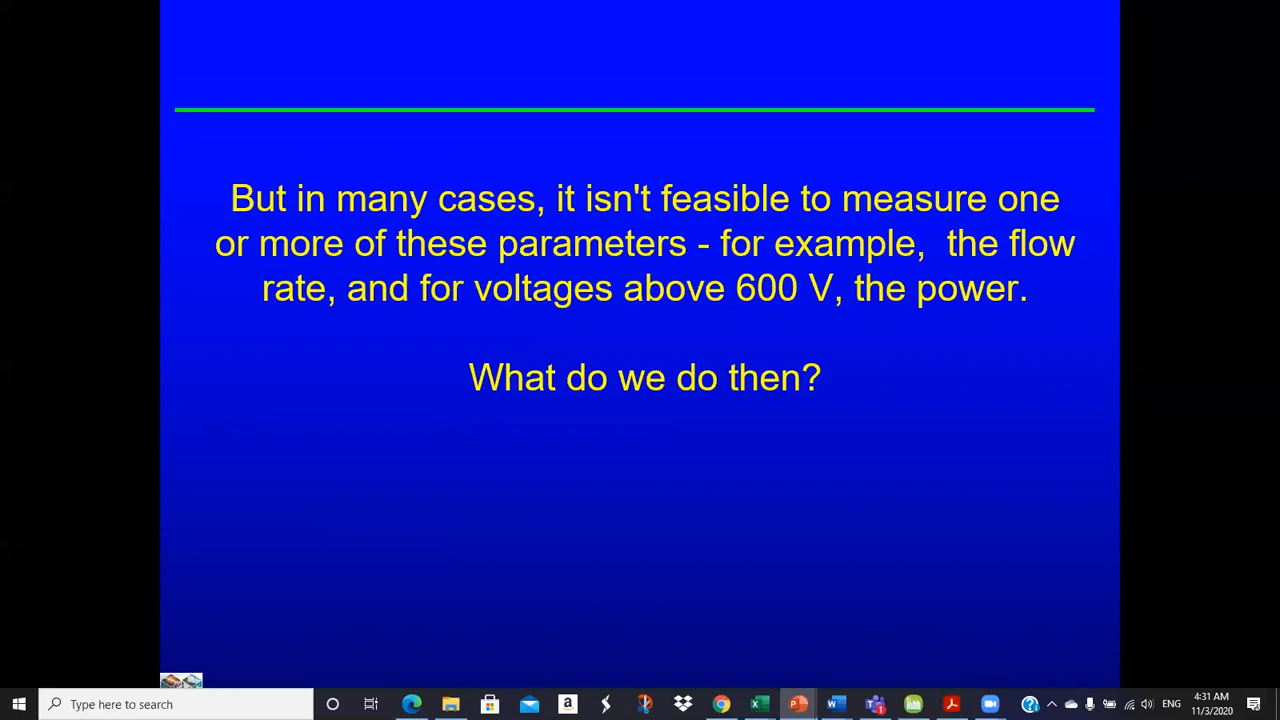 But in many cases, it isn't feasible to measure one
or more of these parameters - for example,  the flow
rate, and for voltages above 600 V, the power.
What do we do then?
Type here to search
ENG
4:31 AM
11/3/2020